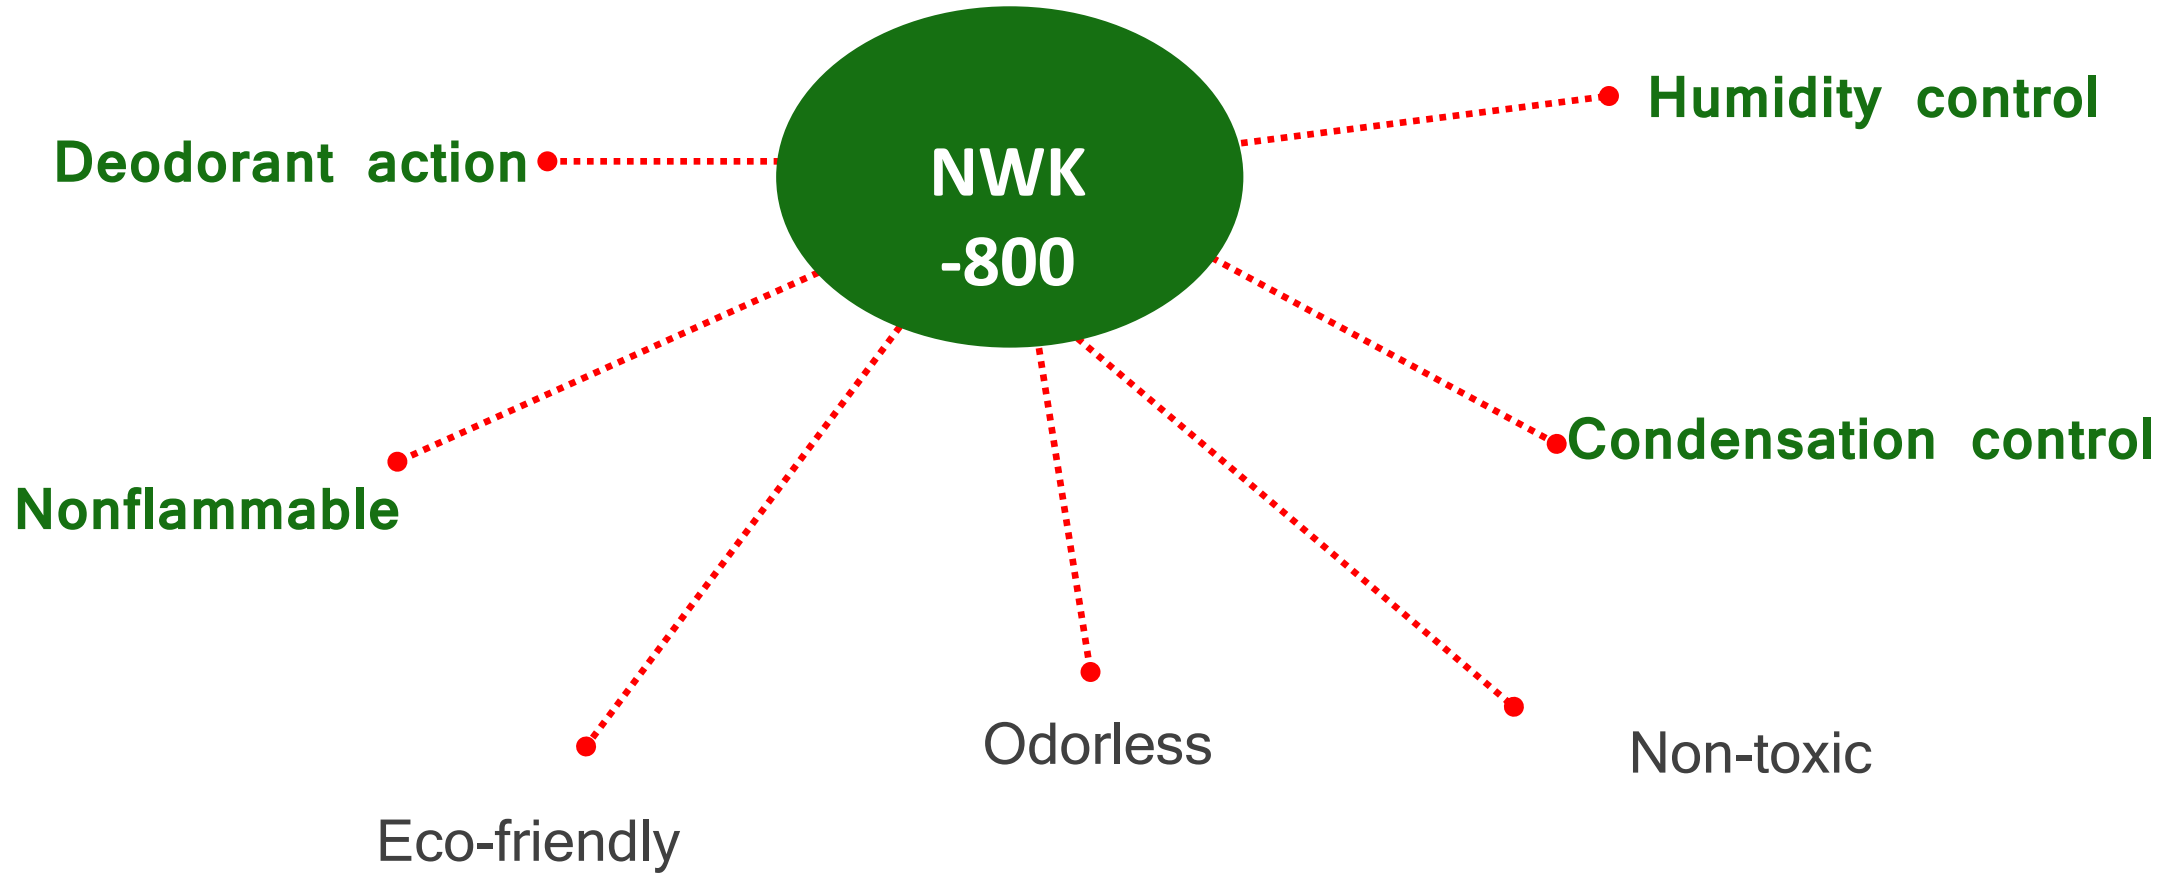 Humidity control
Deodorant action
NWK
-800
Condensation control
Nonflammable
Odorless
Non-toxic
Eco-friendly